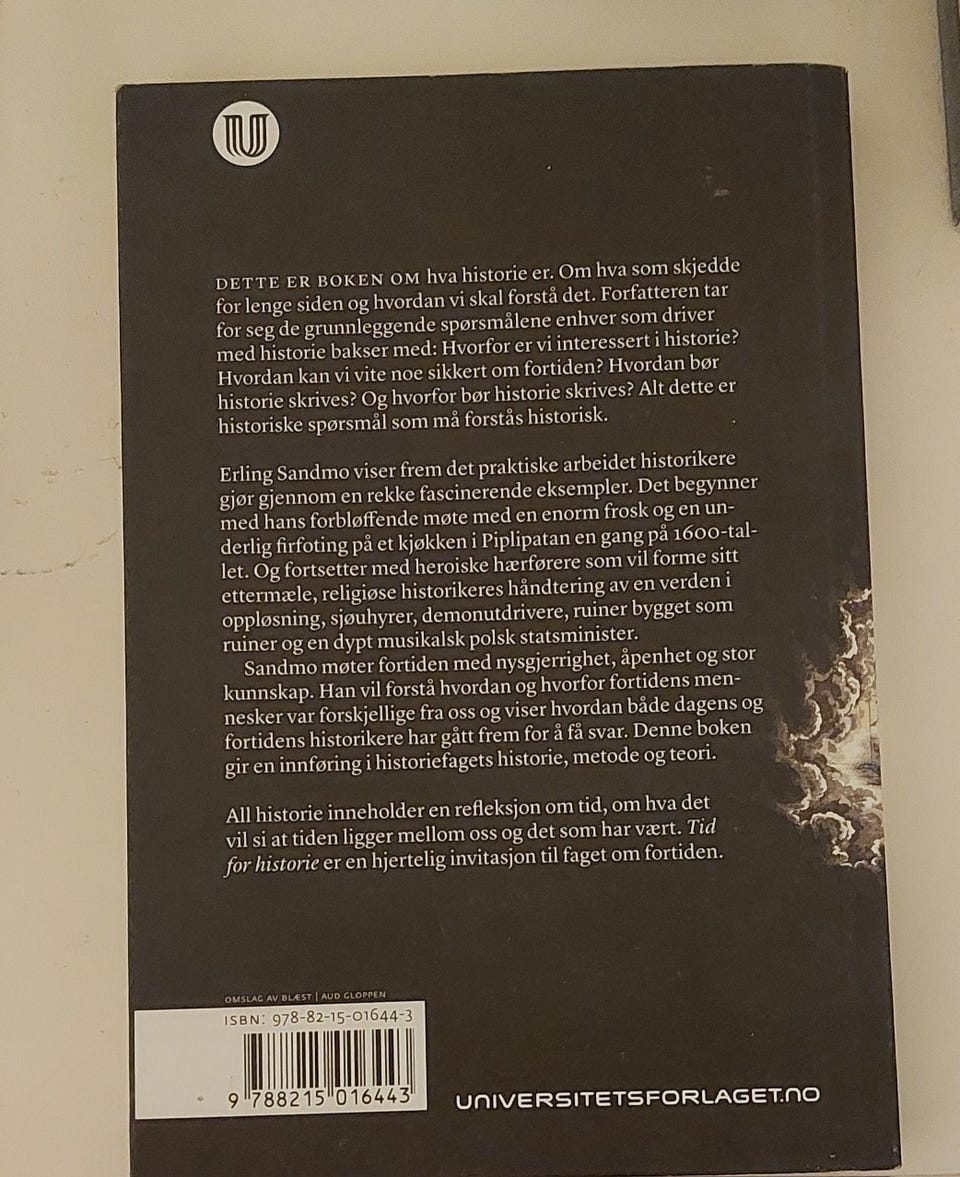 U
DETTE ER BOKEN OM hva historie er. Om hva som skjedde
for lenge siden og hvordan vi skal forstå det. Forfatteren tar
for seg de grunnleggende spørsmålene enhver som driver
med historie bakser med: Hvorfor er vi interessert i historie?
Hvordan kan vi vite noe sikkert om fortiden? Hvordan bør
historie skrives? Og hvorfor bør historie skrives? Alt dette er
historiske spørsmål som må forstås historisk.
Erling Sandmo viser frem det praktiske arbeidet historikere
gjør gjennom en rekke fascinerende eksempler. Det begynner
med hans forbløffende møte med en enorm frosk og en un-
derlig firfoting på et kjøkken i Piplipatan en gang på 1600-tal-
let. Og fortsetter med heroiske hærførere som vil forme sitt
ettermæle, religiøse historikeres håndtering av en verden i
oppløsning, sjøuhyrer, demonutdrivere, ruiner bygget som
ruiner og en dypt musikalsk polsk statsminister.
Sandmo møter fortiden med nysgjerrighet, åpenhet og stor
kunnskap. Han vil forstå hvordan og hvorfor fortidens men-
nesker var forskjellige fra oss og viser hvordan både dagens og
fortidens historikere har gått frem for å få svar. Denne boken
gir en innføring i historiefagets historie, metode og teori.
All historie inneholder en refleksjon om tid, om hva det
vil si at tiden ligger mellom oss og det som har vært. Tid
for historie er en hjertelig invitasjon til faget om fortiden.
OMSLAG AV BLÆST | AUD GLOPPEN
ISBN: 978-82-15-01644-3
9 788215 016443
UNIVERSITETSFORLAGET.NO